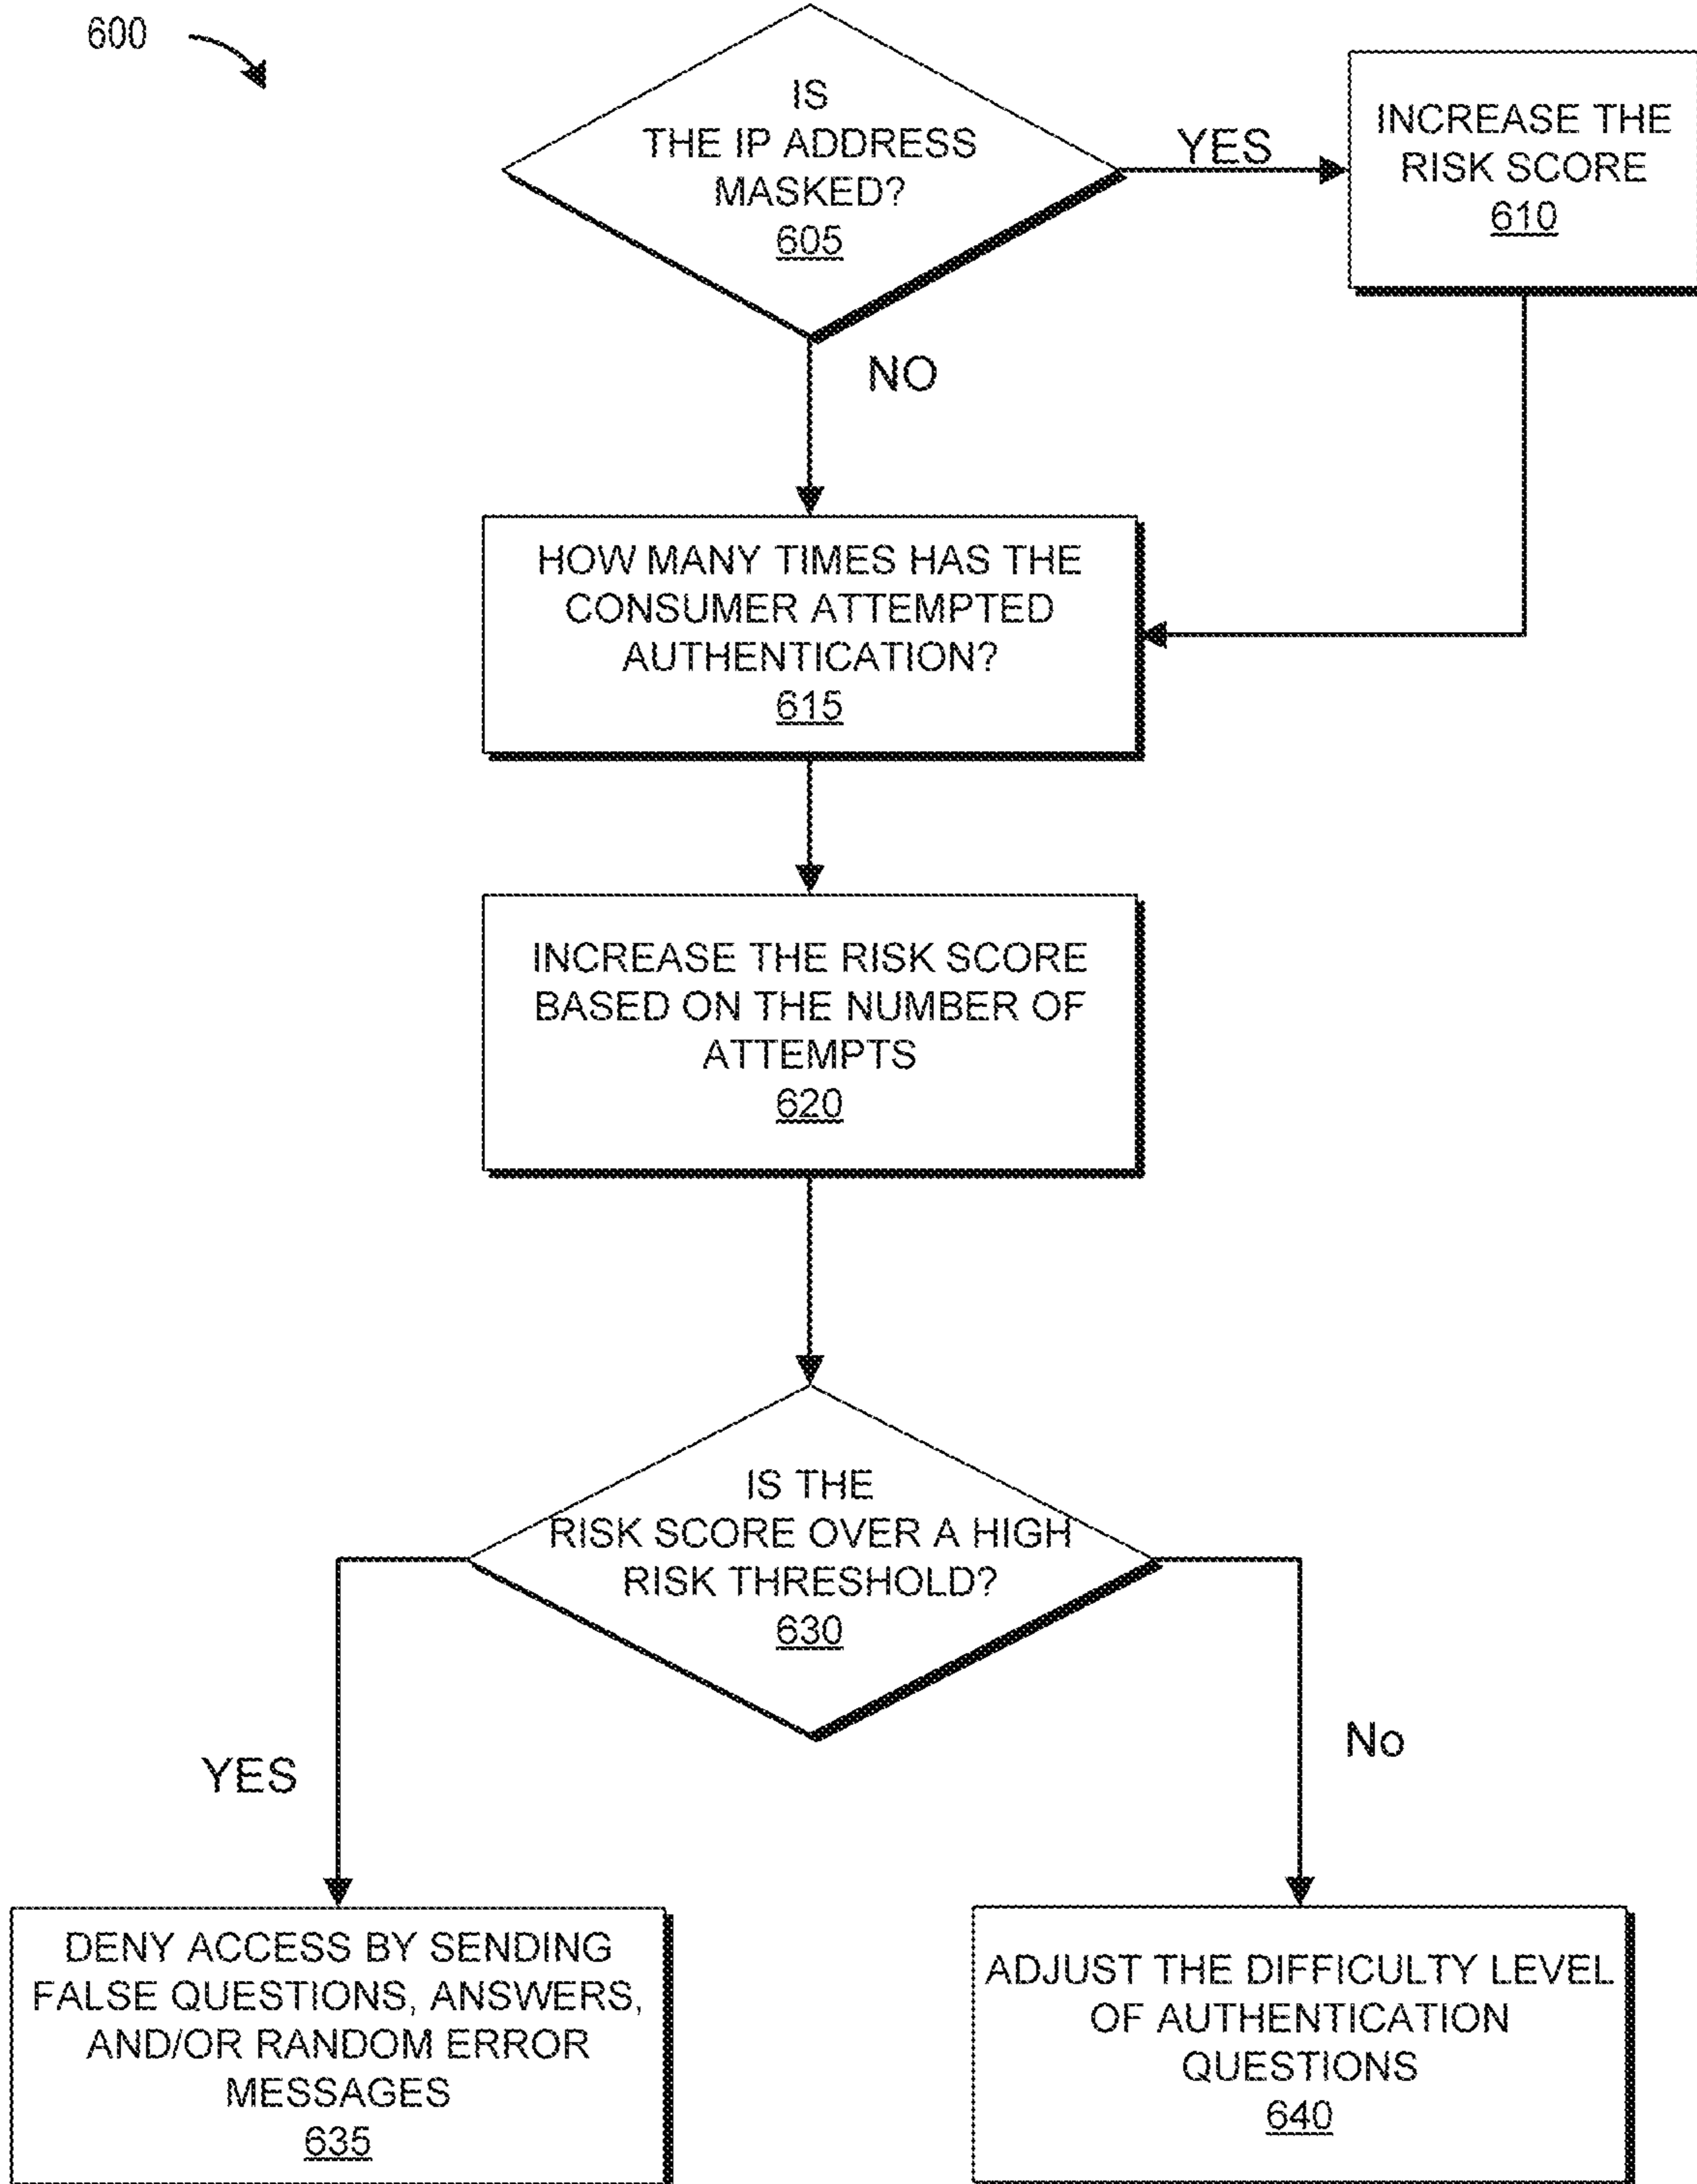 600
IS
THE IP ADDRESS
MASKED?
605
YES
INCREASE THE
RISK SCORE
610
NO
HOW MANY TIMES HAS THE
CONSUMER ATTEMPTED
AUTHENTICATION?
615
INCREASE THE RISK SCORE
BASED ON THE NUMBER OF
ATTEMPTS
620
IS THE
RISK SCORE OVER A HIGH
RISK THRESHOLD?
630
YES
No
DENY ACCESS BY SENDING
FALSE QUESTIONS, ANSWERS,
AND/OR RANDOM ERROR
MESSAGES
635
ADJUST THE DIFFICULTY LEVEL
OF AUTHENTICATION
QUESTIONS
640